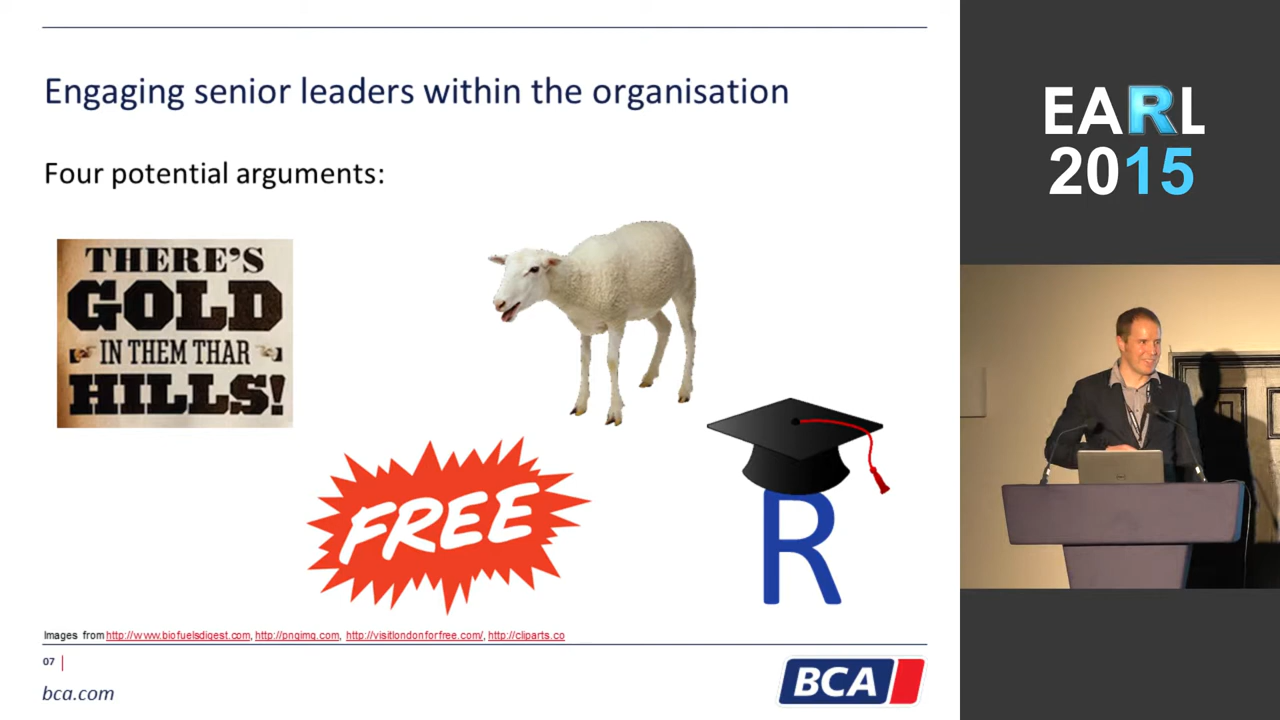 Engaging senior leaders within the organisation
Four potential arguments:
THERE'S
GOLD
IN THEM THAR
HILLS!
FREE
R
Images from http://www.biofuelsdigest.com, http://pngimg.com, http://visitlondonforfree.com/, http://cliparts.co
07
bca.com
BCA
EARL
2015